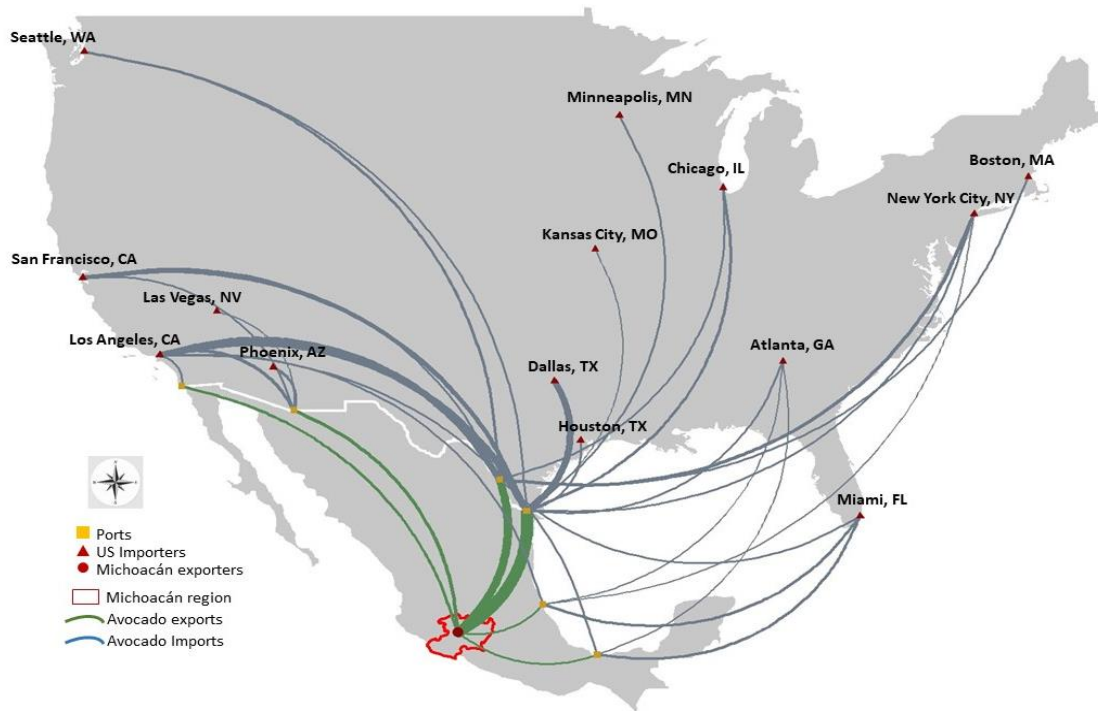 Seattle, WA
Minneapolis, MN
Chicago, IL
Boston, MA
New York City, NY
Kansas City, MO
San Francisco, CA
Las Vegas, NV
Los Angeles, CA
Phoenix, AZ
Atlanta, GA
Dallas, TX
Houston, TX
Miami, FL
Ports
US Importers
Michoacán exporters
Michoacán region
Avocado exports
Avocado Imports